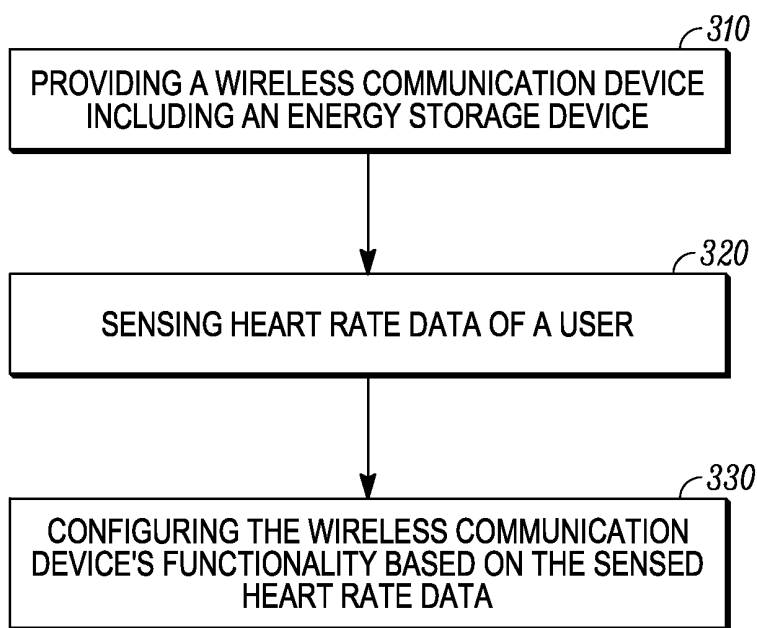 310
PROVIDING A WIRELESS COMMUNICATION DEVICE
INCLUDING AN ENERGY STORAGE DEVICE
320
SENSING HEART RATE DATA OF A USER
330
CONFIGURING THE WIRELESS COMMUNICATION
DEVICE'S FUNCTIONALITY BASED ON THE SENSED
HEART RATE DATA